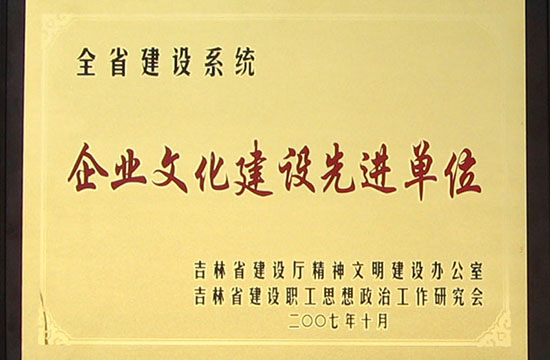 全省建设系统
企业文化建设先进单位
吉林省建设厅精神文明建设办公室
吉林省建设职工思想政治工作研究会
二〇〇七年十月